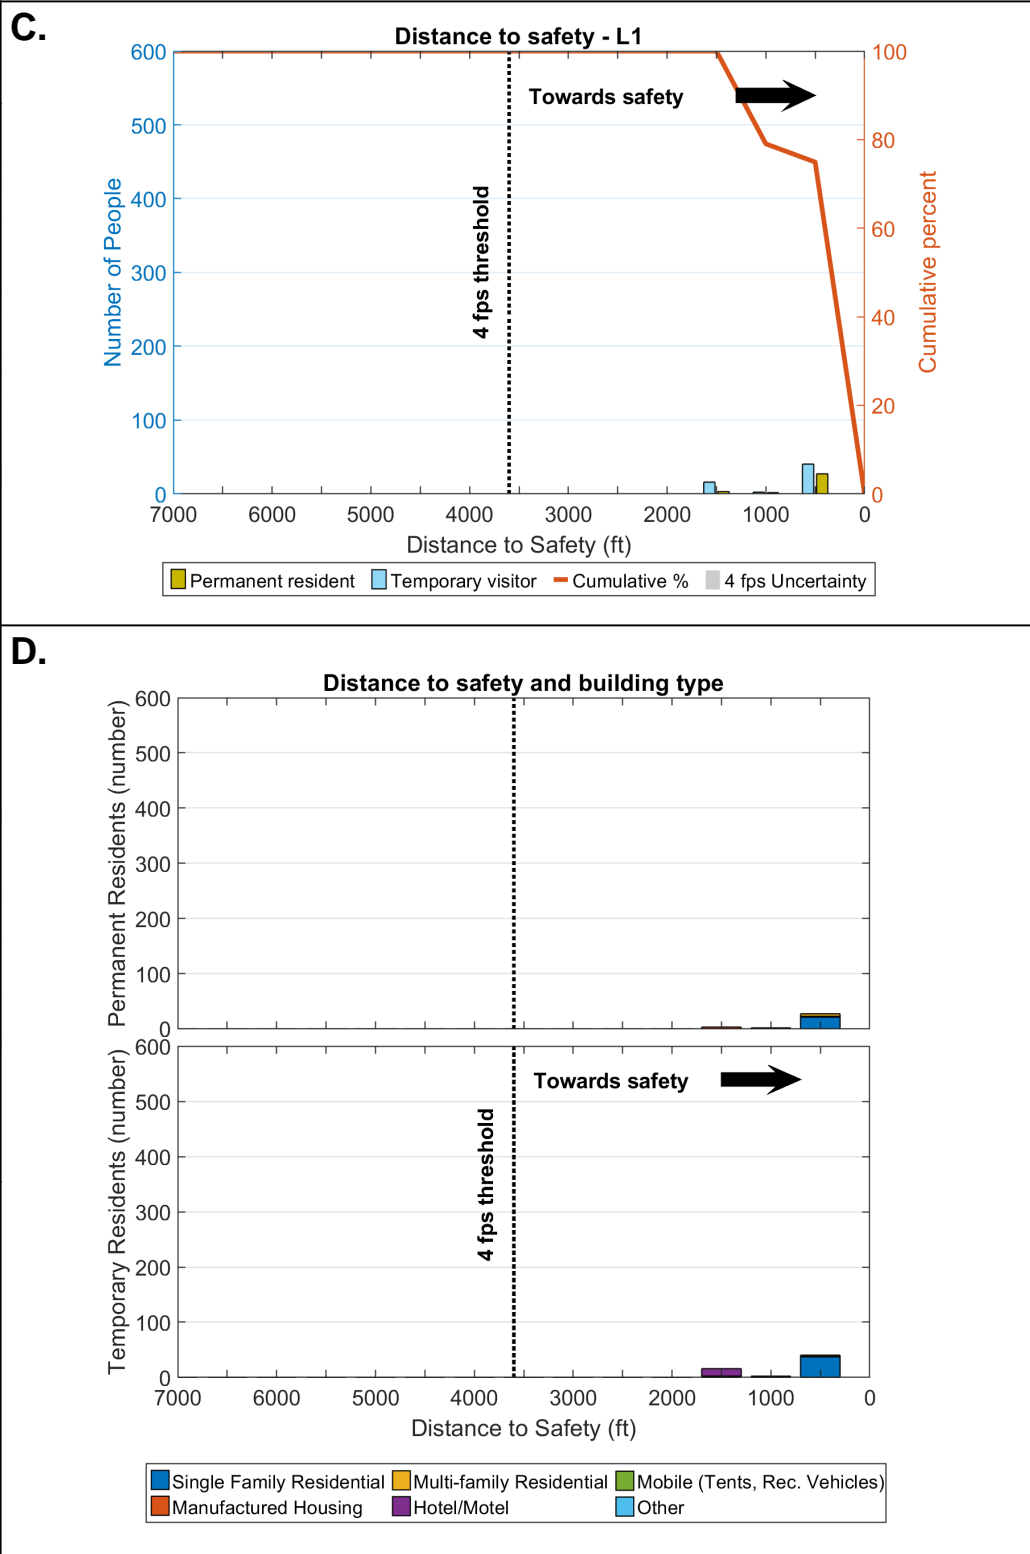 C.
Distance to safety - L1
600
500
400
300
200
100
0
Number of People
100
80
60
40
20
0
Cumulative percent
Towards safety
4 fps threshold
7000 6000 5000 4000 3000 2000 1000 0
Distance to Safety (ft)
Permanent resident Temporary visitor Cumulative % 4 fps Uncertainty
D.
Distance to safety and building type
600
500
400
300
200
100
0
Permanent Residents (number)
600
500
400
300
200
100
0
Temporary Residents (number)
Towards safety
4 fps threshold
7000 6000 5000 4000 3000 2000 1000 0
Distance to Safety (ft)
Single Family Residential Multi-family Residential Mobile (Tents, Rec. Vehicles)
Manufactured Housing Hotel/Motel Other